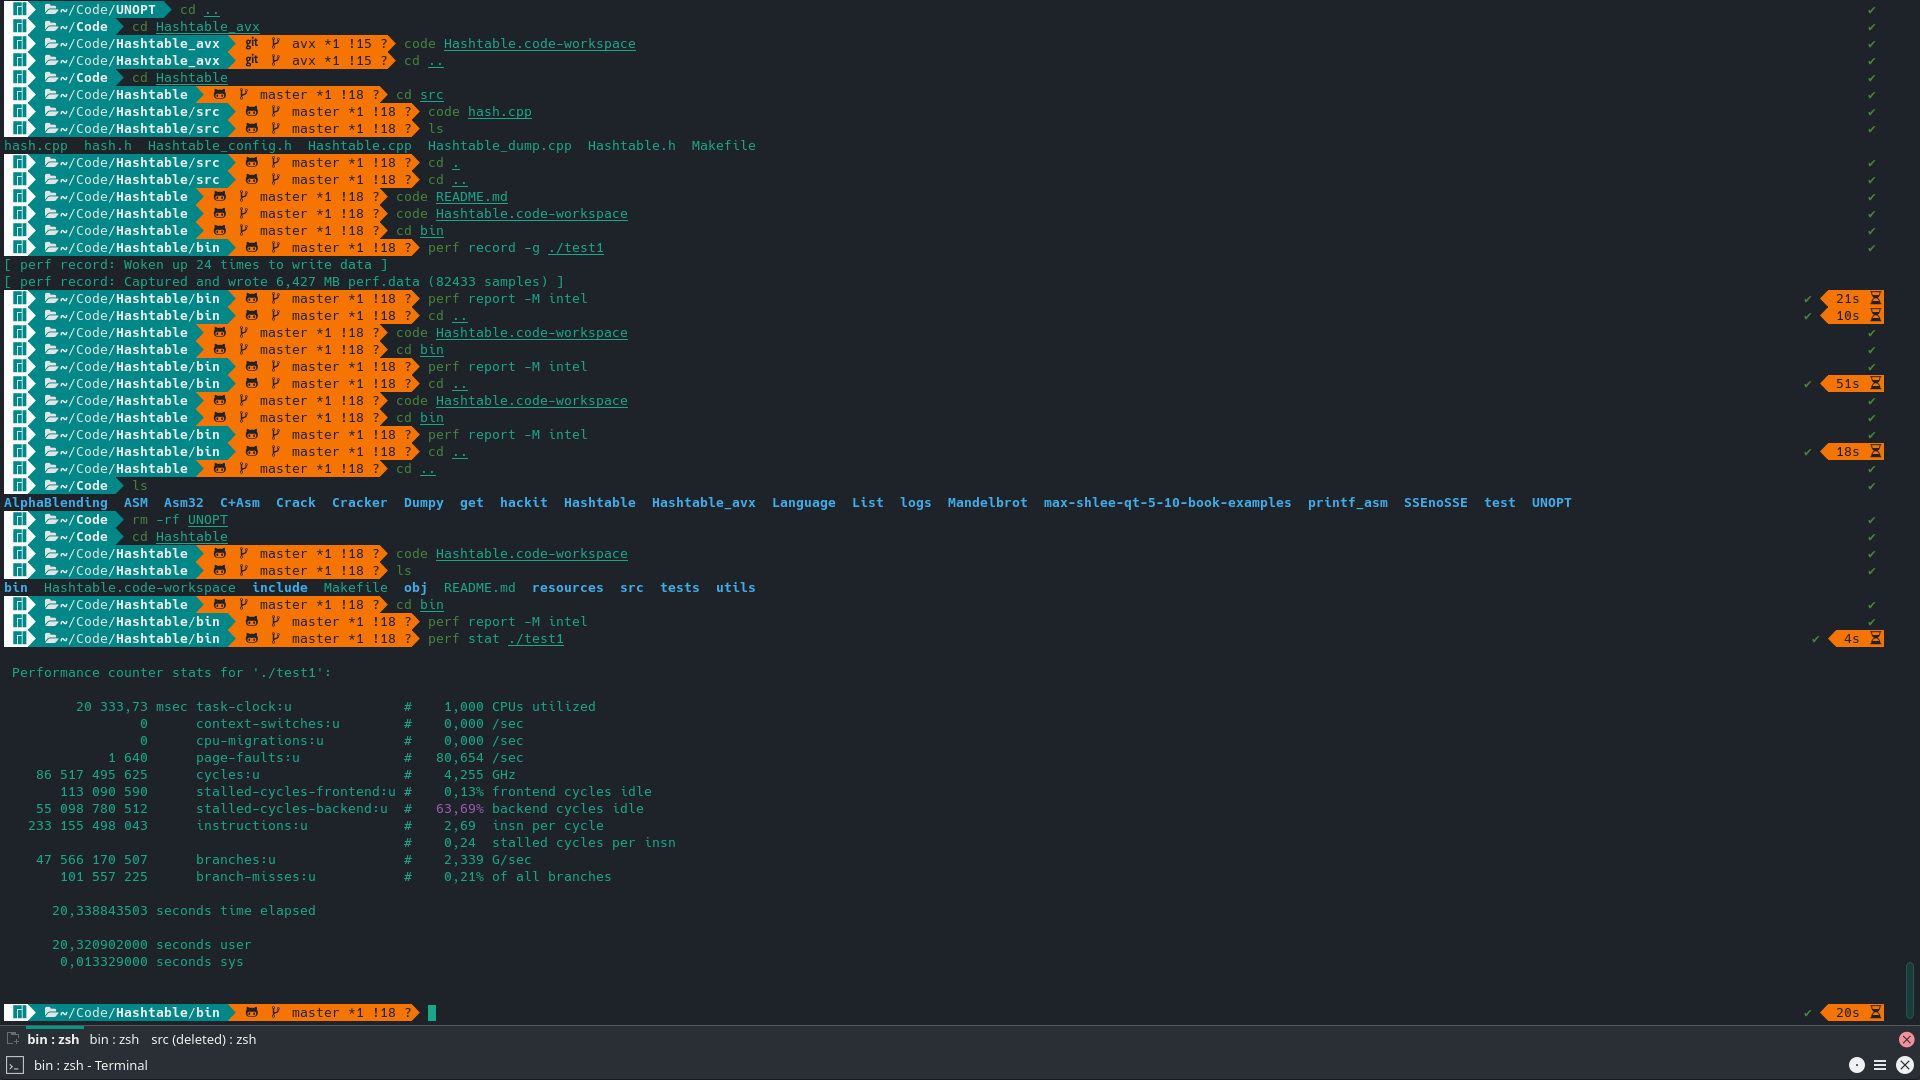 ~/Code/UNOPT cd .. ✔
~/Code cd Hashtable_avx ✔
~/Code/Hashtable_avx git avx *1 !15 ? code Hashtable.code-workspace ✔
~/Code/Hashtable_avx git avx *1 !15 ? cd .. ✔
~/Code cd Hashtable ✔
~/Code/Hashtable master *1 !18 ? cd src ✔
~/Code/Hashtable/src master *1 !18 ? code hash.cpp ✔
~/Code/Hashtable/src master *1 !18 ? ls ✔
hash.cpp hash.h Hashtable_config.h Hashtable.cpp Hashtable_dump.cpp Hashtable.h Makefile
~/Code/Hashtable/src master *1 !18 ? cd . ✔
~/Code/Hashtable/src master *1 !18 ? cd .. ✔
~/Code/Hashtable master *1 !18 ? code README.md ✔
~/Code/Hashtable master *1 !18 ? code Hashtable.code-workspace ✔
~/Code/Hashtable master *1 !18 ? cd bin ✔
~/Code/Hashtable/bin master *1 !18 ? perf record -g ./test1 ✔
[ perf record: Woken up 24 times to write data ]
[ perf record: Captured and wrote 6,427 MB perf.data (82433 samples) ]
~/Code/Hashtable/bin master *1 !18 ? perf report -M intel ✔ 21s
~/Code/Hashtable/bin master *1 !18 ? cd .. ✔ 10s
~/Code/Hashtable master *1 !18 ? code Hashtable.code-workspace ✔
~/Code/Hashtable master *1 !18 ? cd bin ✔
~/Code/Hashtable/bin master *1 !18 ? perf report -M intel ✔
~/Code/Hashtable/bin master *1 !18 ? cd .. ✔ 51s
~/Code/Hashtable master *1 !18 ? code Hashtable.code-workspace ✔
~/Code/Hashtable master *1 !18 ? cd bin ✔
~/Code/Hashtable/bin master *1 !18 ? perf report -M intel ✔
~/Code/Hashtable/bin master *1 !18 ? cd .. ✔ 18s
~/Code/Hashtable master *1 !18 ? cd .. ✔
~/Code ls ✔
AlphaBlending ASM Asm32 C+Asm Crack Cracker Dumpy get hackit Hashtable Hashtable_avx Language List logs Mandelbrot max-shlee-qt-5-10-book-examples printf_asm SSEnoSSE test UNOPT
~/Code rm -rf UNOPT ✔
~/Code cd Hashtable ✔
~/Code/Hashtable master *1 !18 ? code Hashtable.code-workspace ✔
~/Code/Hashtable master *1 !18 ? ls ✔
bin Hashtable.code-workspace include Makefile obj README.md resources src tests utils
~/Code/Hashtable master *1 !18 ? cd bin ✔
~/Code/Hashtable/bin master *1 !18 ? perf report -M intel ✔
~/Code/Hashtable/bin master *1 !18 ? perf stat ./test1 ✔ 4s
Performance counter stats for './test1':
20 333,73 msec task-clock:u # 1,000 CPUs utilized
0 context-switches:u # 0,000 /sec
0 cpu-migrations:u # 0,000 /sec
1 640 page-faults:u # 80,654 /sec
86 517 495 625 cycles:u # 4,255 GHz
113 090 590 stalled-cycles-frontend:u # 0,13% frontend cycles idle
55 098 780 512 stalled-cycles-backend:u # 63,69% backend cycles idle
233 155 498 043 instructions:u # 2,69 insn per cycle
# 0,24 stalled cycles per insn
47 566 170 507 branches:u # 2,339 G/sec
101 557 225 branch-misses:u # 0,21% of all branches
20,338843503 seconds time elapsed
20,320902000 seconds user
0,013329000 seconds sys
~/Code/Hashtable/bin master *1 !18 ? ✔ 20s
bin : zsh bin : zsh src (deleted) : zsh
bin : zsh - Terminal